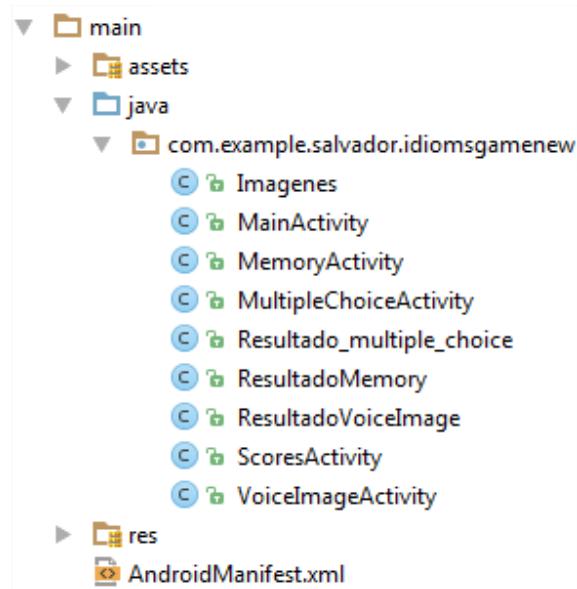 main
assets
java
com.example.salvador.idiomsgamenew
C Imagenes
C MainActivity
C MemoryActivity
C MultipleChoiceActivity
C Resultado_multiple_choice
C ResultadoMemory
C ResultadoVoiceImage
C ScoresActivity
C VoiceImageActivity
res
AndroidManifest.xml